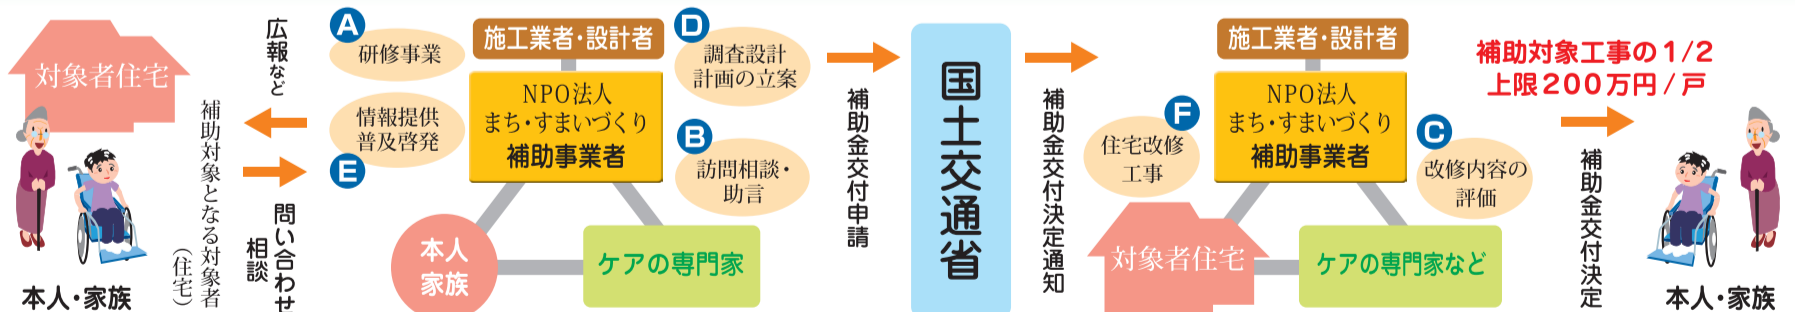 対象者住宅
本人・家族
補助対象となる対象者
（住宅）
広報など
問い合わせ
相談
A
研修事業
情報提供
普及啓発
E
施工業者・設計者
NPO法人
まち・すまいづくり
補助事業者
D
調査設計
計画の立案
B
訪問相談・
助言
本人
家族
ケアの専門家
補助金交付申請
国土交通省
補助金交付決定通知
施工業者・設計者
NPO法人
まち・すまいづくり
補助事業者
F
住宅改修
工事
C
改修内容の
評価
対象者住宅
ケアの専門家など
補助対象工事の1/2
上限200万円/戸
補助金交付決定
本人・家族